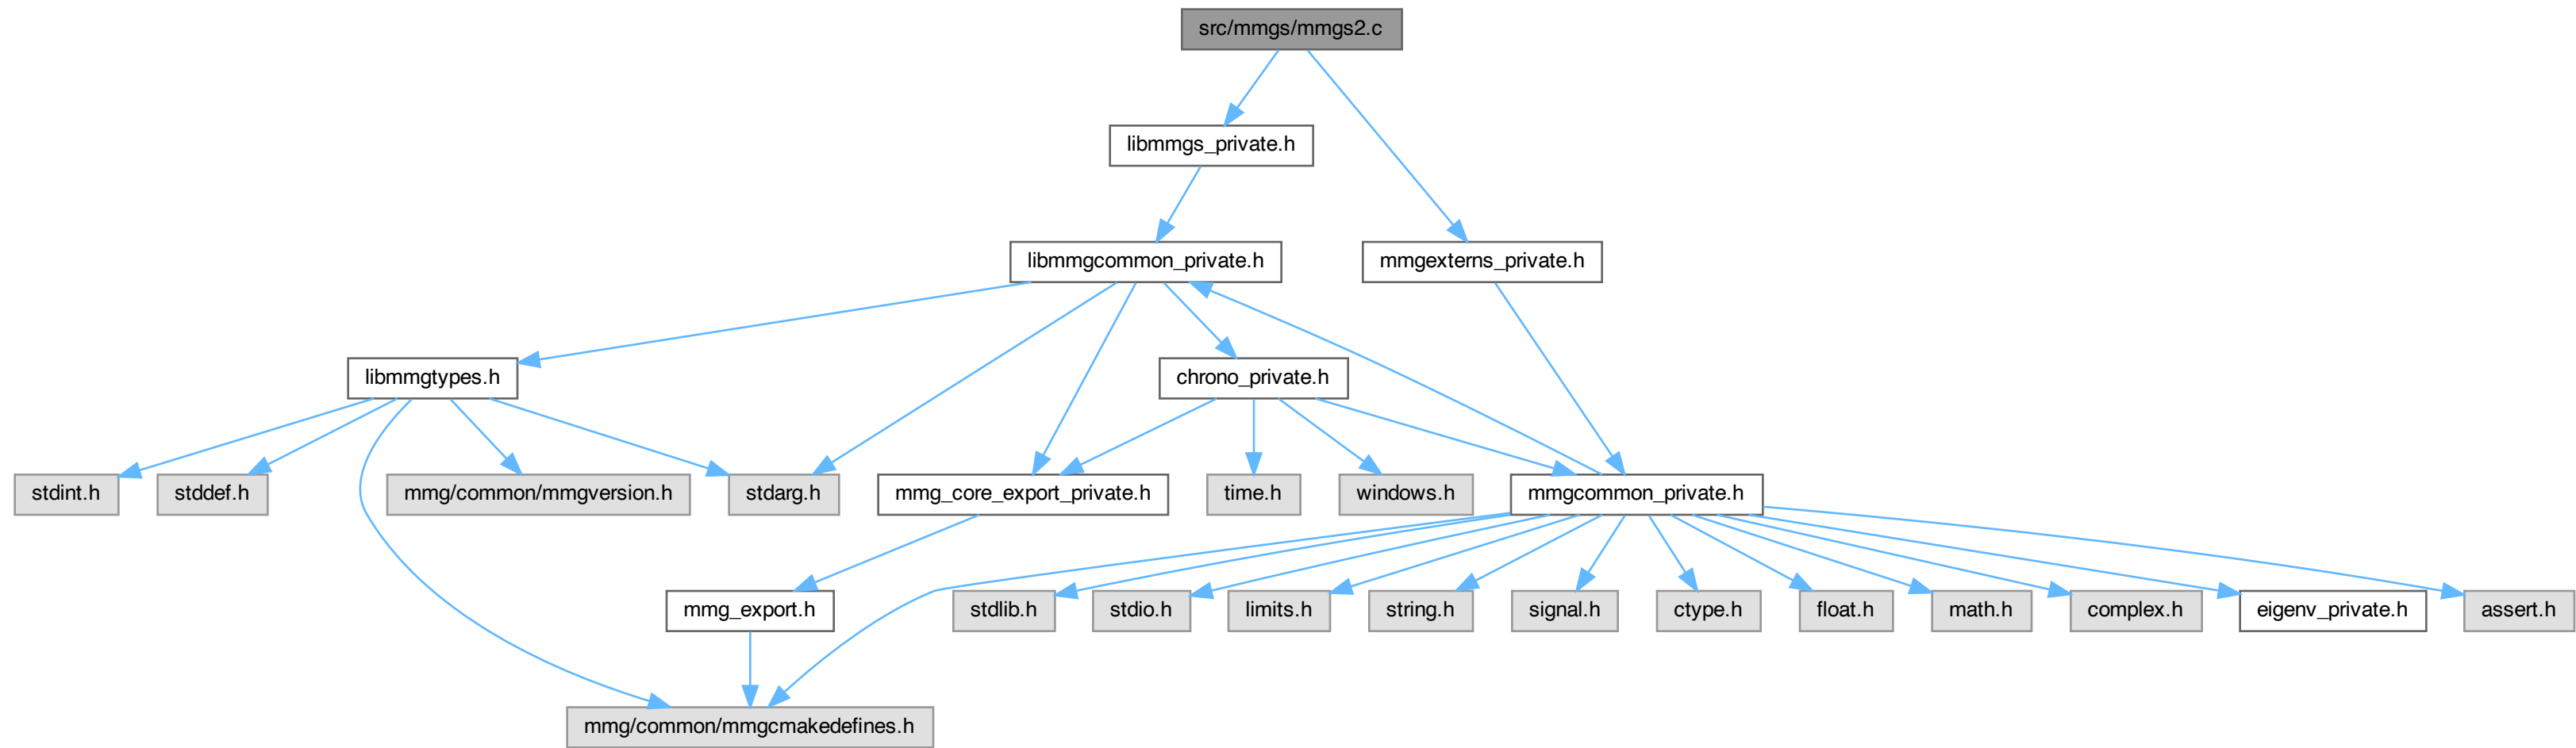 src/mmgs/mmgs2.c
libmmgs_private.h
libmmgcommon_private.h
mmgexterns_private.h
libmmgtypes.h
chrono_private.h
stdint.h
stddef.h
mmg/common/mmgversion.h
stdarg.h
mmg_core_export_private.h
time.h
windows.h
mmgcommon_private.h
mmg_export.h
stdlib.h
stdio.h
limits.h
string.h
signal.h
ctype.h
float.h
math.h
complex.h
eigenv_private.h
assert.h
mmg/common/mmgcmakedefines.h